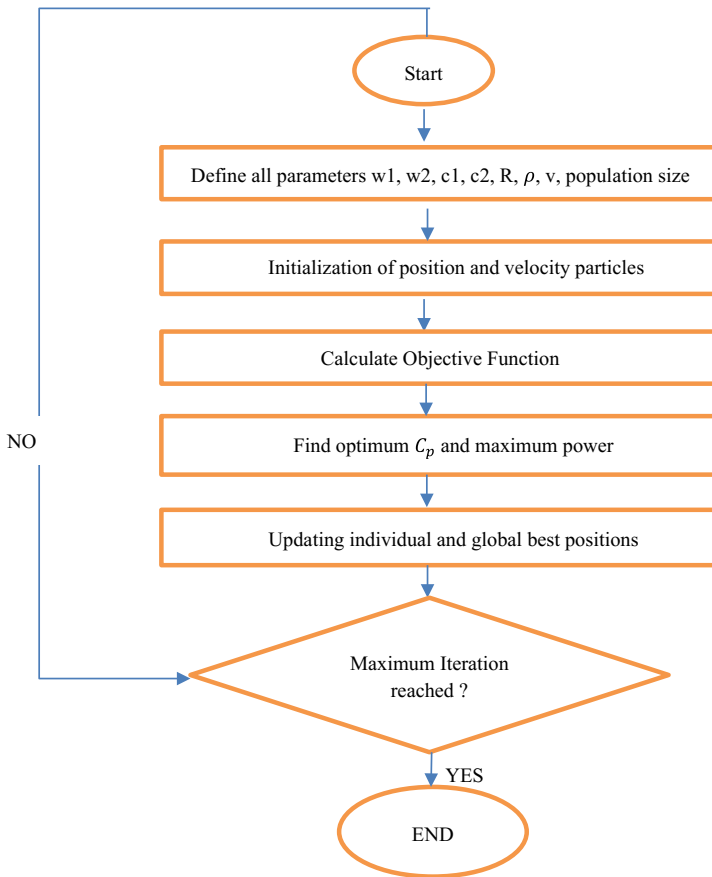 Start
Define all parameters w1, w2, c1, c2, R, ρ, v, population size
Initialization of position and velocity particles
Calculate Objective Function
Find optimum C_p and maximum power
NO
Updating individual and global best positions
Maximum Iteration
reached ?
YES
END